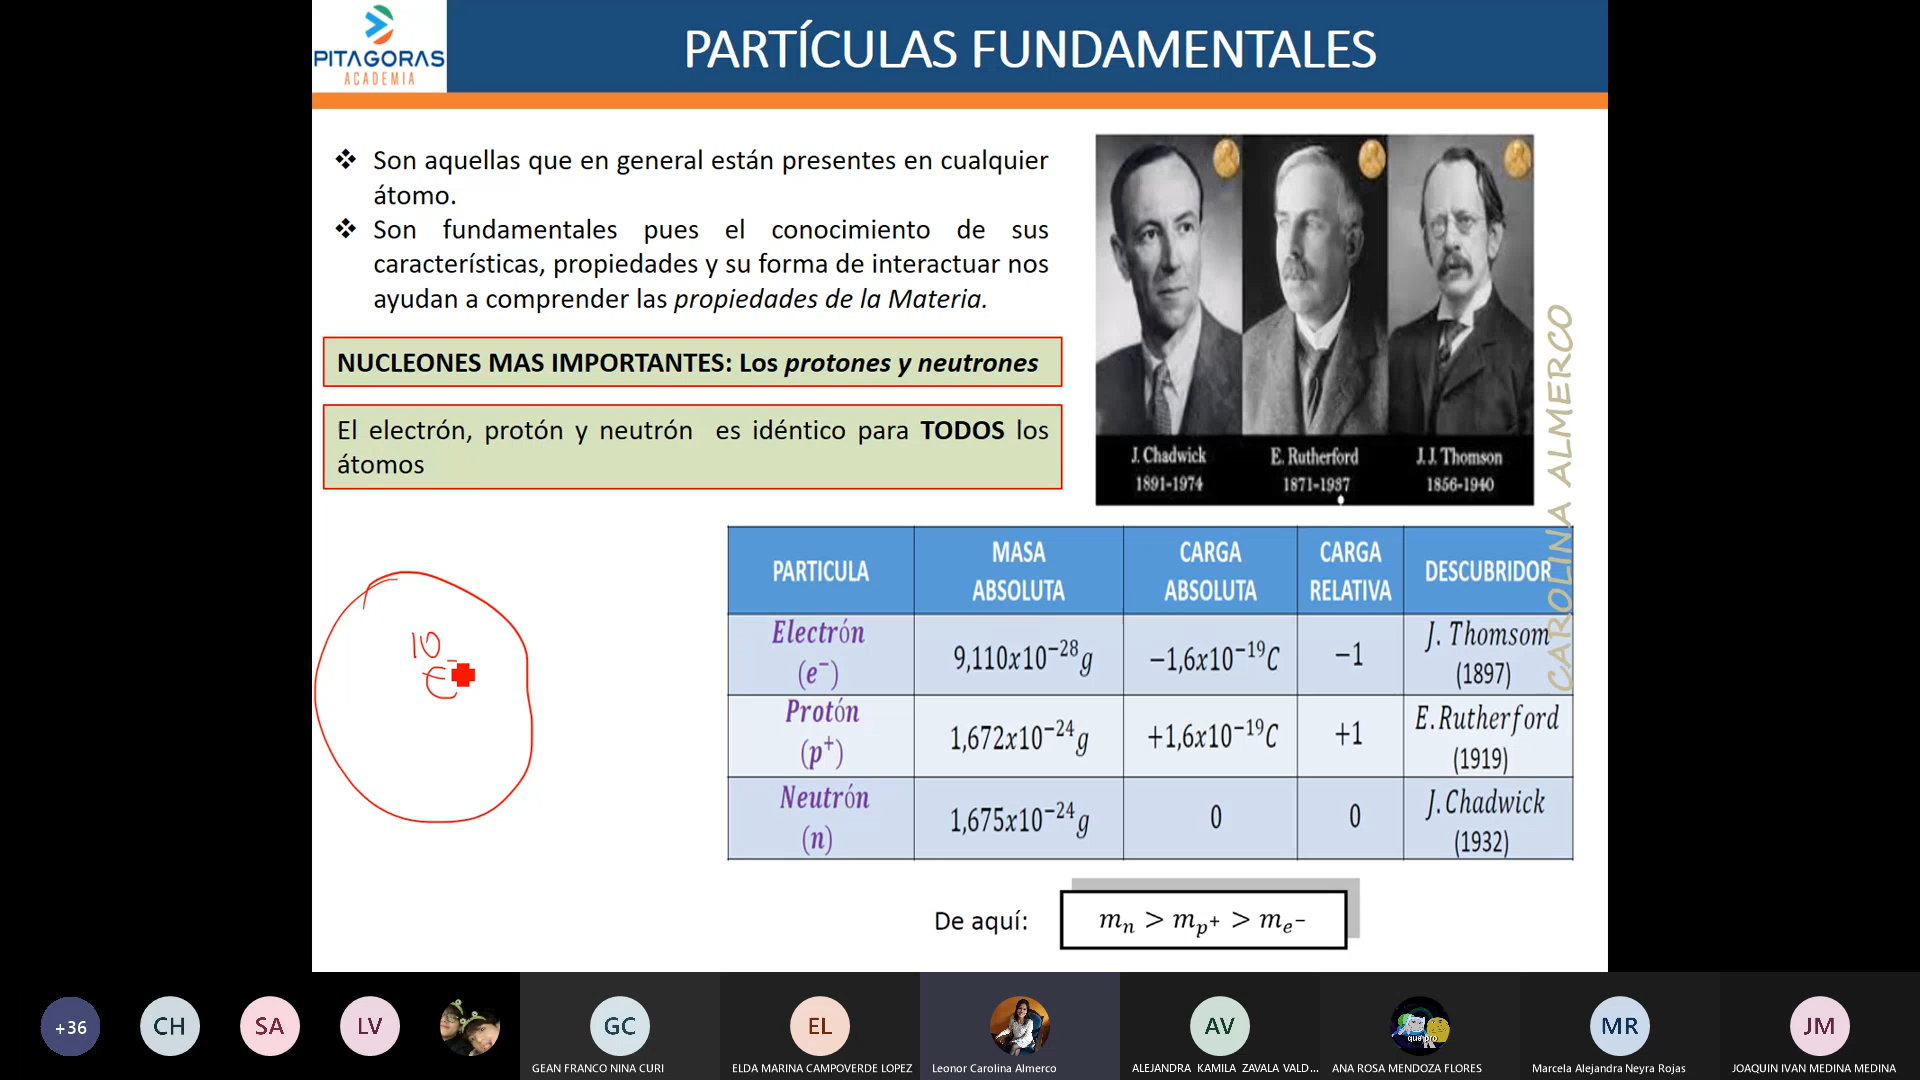 PITAGORAS
ACADEMIA
PARTÍCULAS FUNDAMENTALES
❖ Son aquellas que en general están presentes en cualquier
átomo.
❖ Son fundamentales pues el conocimiento de sus
características, propiedades y su forma de interactuar nos
ayudan a comprender las propiedades de la Materia.
NUCLEONES MAS IMPORTANTES: Los protones y neutrones
El electrón, protón y neutrón es idéntico para TODOS los
átomos
J. Chadwick
1891-1974
E. Rutherford
1871-1937
J.J. Thomson
1856-1940
CAROLINA ALMERCO
10
e⁻
PARTICULA
MASA
ABSOLUTA
CARGA
ABSOLUTA
CARGA
RELATIVA
DESCUBRIDOR
Electrón
(e⁻)
9,110x10⁻²⁸g
−1,6x10⁻¹⁹C
−1
J. Thomsom
(1897)
Protón
(p⁺)
1,672x10⁻²⁴g
+1,6x10⁻¹⁹C
+1
E.Rutherford
(1919)
Neutrón
(n)
1,675x10⁻²⁴g
0
0
J.Chadwick
(1932)
De aquí: mₙ > m_p⁺ > m_e⁻
+36
CH
SA
LV
GC
EL
AV
que pro
MR
JM
GEAN FRANCO NINA CURI
ELDA MARINA CAMPOVERDE LOPEZ
Leonor Carolina Almerco
ALEJANDRA KAMILA ZAVALA VALD...
ANA ROSA MENDOZA FLORES
Marcela Alejandra Neyra Rojas
JOAQUIN IVAN MEDINA MEDINA